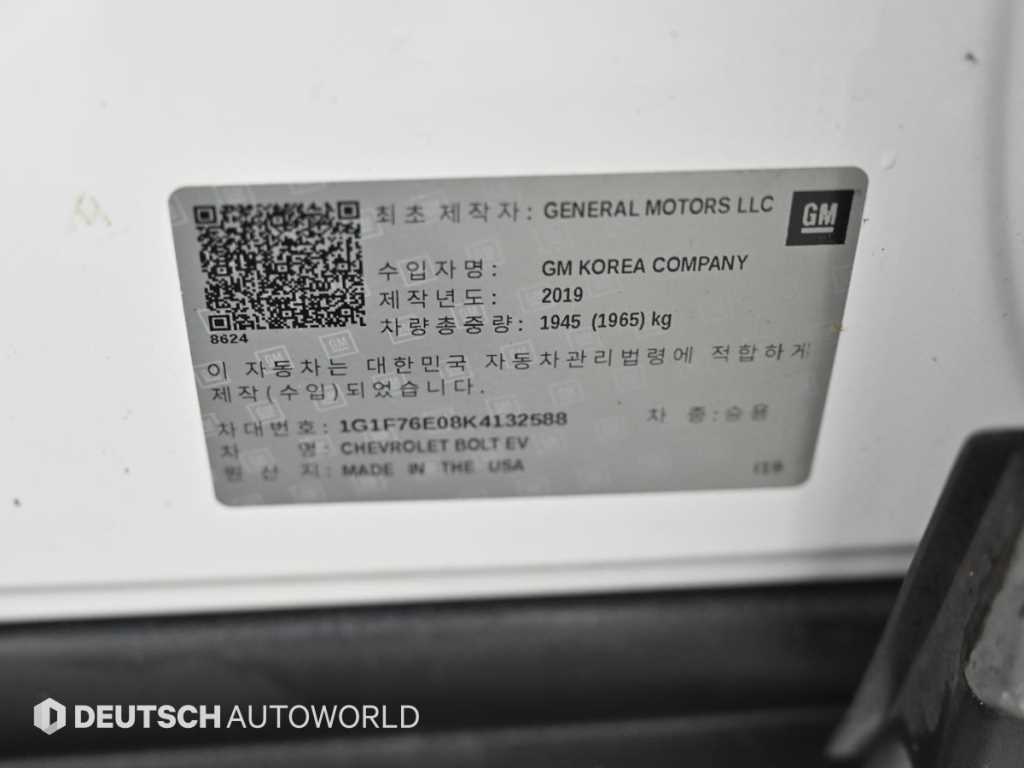 최초 제작자 : GENERAL MOTORS LLC
GM
수입자명 : GM KOREA COMPANY
제작년도 : 2019
차량총중량 : 1945 (1965) kg
8624
이 자동차는 대한민국 자동차관리법령에 적합하게
제작(수입)되었습니다.
차대번호 : 1G1F76E08K4132588 차 종 : 승용
차 명 : CHEVROLET BOLT EV
원 산 지 : MADE IN THE USA
DEUTSCH AUTOWORLD